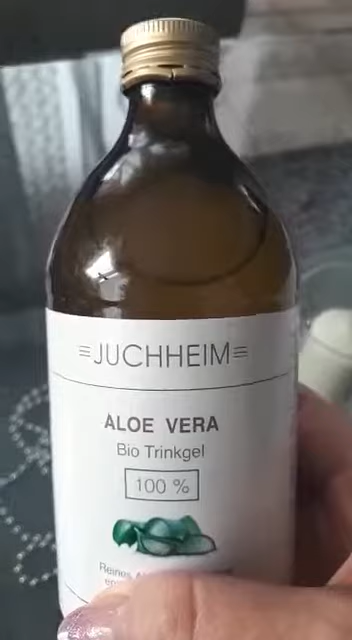 ≡JUCHHEIM≡
ALOE VERA
Bio Trinkgel
100 %
Reines